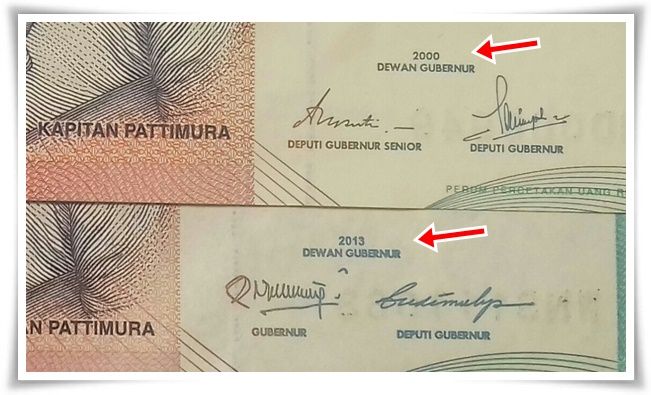 2000
DEWAN GUBERNUR
KAPITAN PATTIMURA
DEPUTI GUBERNUR SENIOR
DEPUTI GUBERNUR
PERUM PERCETAKAN UANG R
2013
DEWAN GUBERNUR
AN PATTIMURA
GUBERNUR
DEPUTI GUBERNUR